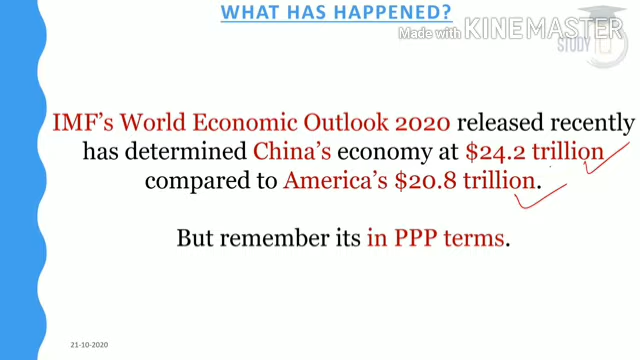 WHAT HAS HAPPENED?
Made with KINEMASTER
STUDY
IMF's World Economic Outlook 2020 released recently
has determined China's economy at $24.2 trillion
compared to America's $20.8 trillion.
But remember its in PPP terms.
21-10-2020